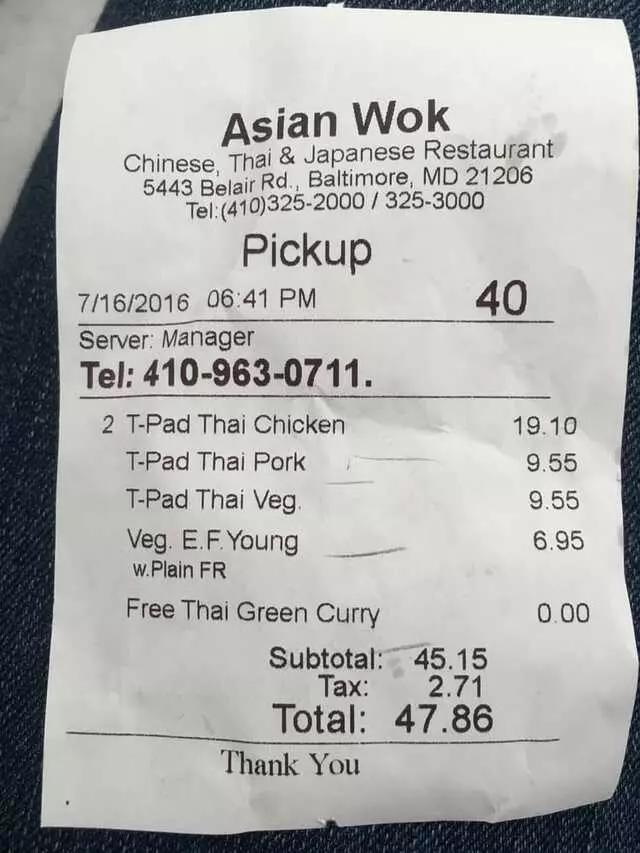 Asian Wok
Chinese, Thai & Japanese Restaurant
5443 Belair Rd., Baltimore, MD 21206
Tel:(410)325-2000 / 325-3000
Pickup
7/16/2016 06:41 PM 40
Server: Manager
Tel: 410-963-0711.
2 T-Pad Thai Chicken 19.10
T-Pad Thai Pork 9.55
T-Pad Thai Veg. 9.55
Veg. E.F.Young 6.95
w.Plain FR
Free Thai Green Curry 0.00
Subtotal: 45.15
Tax: 2.71
Total: 47.86
Thank You